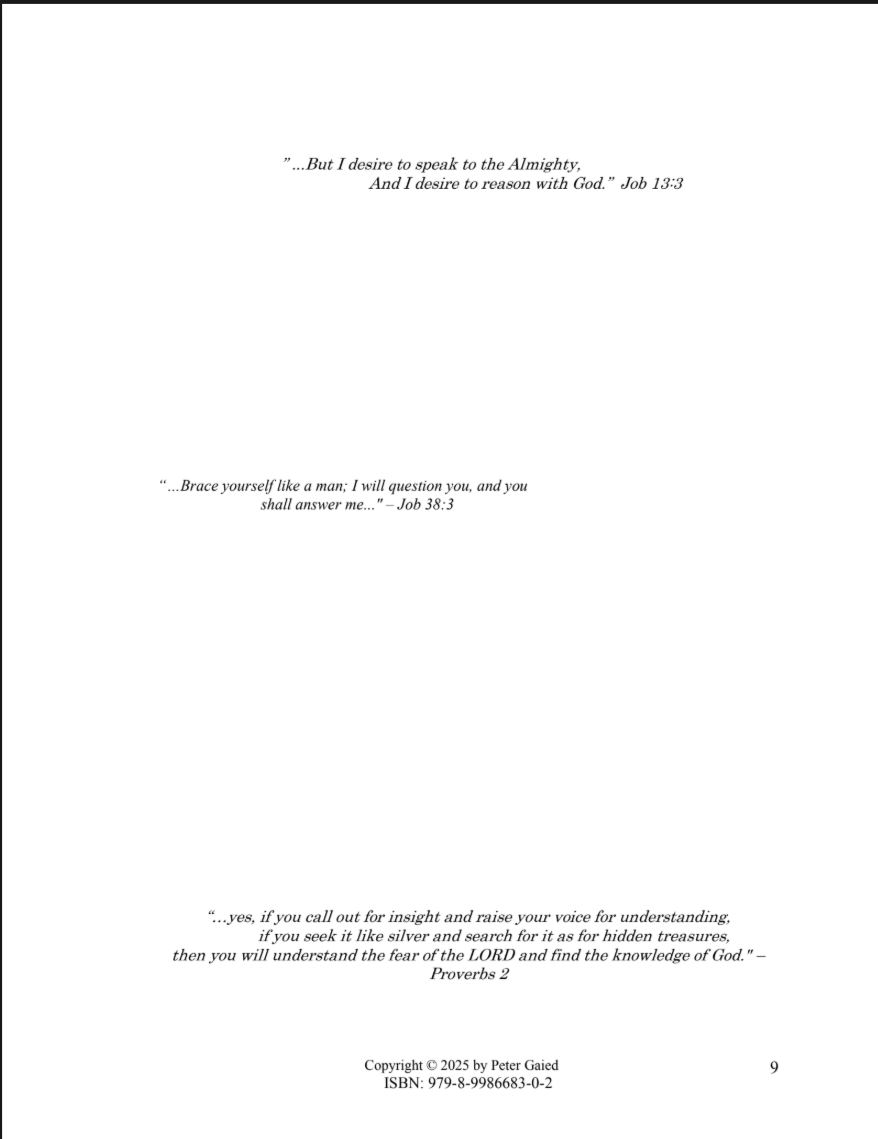 ”...But I desire to speak to the Almighty,
And I desire to reason with God.” Job 13:3
“...Brace yourself like a man; I will question you, and you
shall answer me..." – Job 38:3
“...yes, if you call out for insight and raise your voice for understanding,
if you seek it like silver and search for it as for hidden treasures,
then you will understand the fear of the LORD and find the knowledge of God." –
Proverbs 2
Copyright © 2025 by Peter Gaied
9
ISBN: 979-8-9986683-0-2